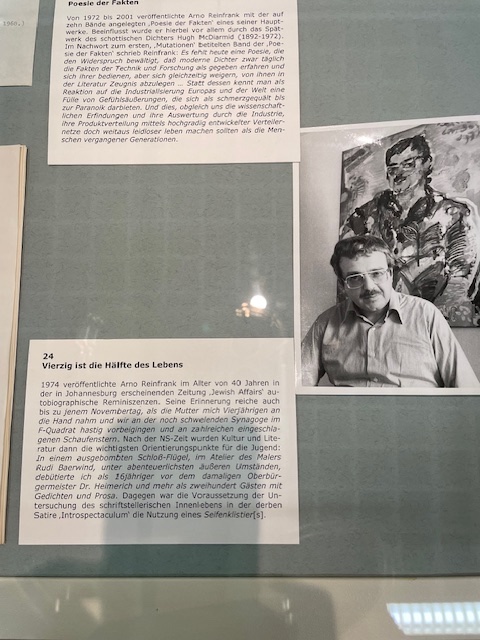 1960.)
Poesie der Fakten
Von 1972 bis 2001 veröffentlichte Arno Reinfrank mit der auf
zehn Bände angelegten ‚Poesie der Fakten' eines seiner Haupt-
werke. Beeinflusst wurde er hierbei vor allem durch das Spät-
werk des schottischen Dichters Hugh McDiarmid (1892-1972).
Im Nachwort zum ersten, ‚Mutationen' betitelten Band der ‚Poe-
sie der Fakten' schrieb Reinfrank: Es fehlt heute eine Poesie, die
den Widerspruch bewältigt, daß moderne Dichter zwar täglich
die Fakten der Technik und Forschung als gegeben erfahren und
sich ihrer bedienen, aber sich gleichzeitig weigern, von ihnen in
der Literatur Zeugnis abzulegen ... Statt dessen kennt man als
Reaktion auf die Industrialisierung Europas und der Welt eine
Fülle von Gefühlsäußerungen, die sich als schmerzgequält bis
zur Paranoik darbieten. Und dies, obgleich uns die wissenschaft-
lichen Erfindungen und ihre Auswertung durch die Industrie,
ihre Produktverteilung mittels hochgradig entwickelter Verteiler-
netze doch weitaus leidloser leben machen sollten als die Men-
schen vergangener Generationen.
24
Vierzig ist die Hälfte des Lebens
1974 veröffentlichte Arno Reinfrank im Alter von 40 Jahren in
der in Johannesburg erscheinenden Zeitung ‚Jewish Affairs' au-
tobiographische Reminiszenzen. Seine Erinnerung reiche auch
bis zu jenem Novembertag, als die Mutter mich Vierjährigen an
die Hand nahm und wir an der noch schwelenden Synagoge im
F-Quadrat hastig vorbeigingen und an zahlreichen eingeschla-
genen Schaufenstern. Nach der NS-Zeit wurden Kultur und Lite-
ratur dann die wichtigsten Orientierungspunkte für die Jugend:
In einem ausgebombten Schloß-Flügel, im Atelier des Malers
Rudi Baerwind, unter abenteuerlichsten äußeren Umständen,
debütierte ich als 16jähriger vor dem damaligen Oberbür-
germeister Dr. Heimerich und mehr als zweihundert Gästen mit
Gedichten und Prosa. Dagegen war die Voraussetzung der Un-
tersuchung des schriftstellerischen Innenlebens in der derben
Satire ‚Introspectaculum' die Nutzung eines Seifenklistier[s].